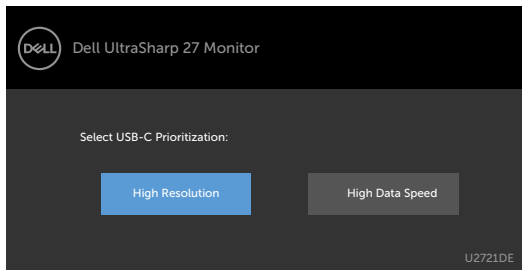 DELL
Dell UltraSharp 27 Monitor
Select USB-C Prioritization:
High Resolution
High Data Speed
U2721DE